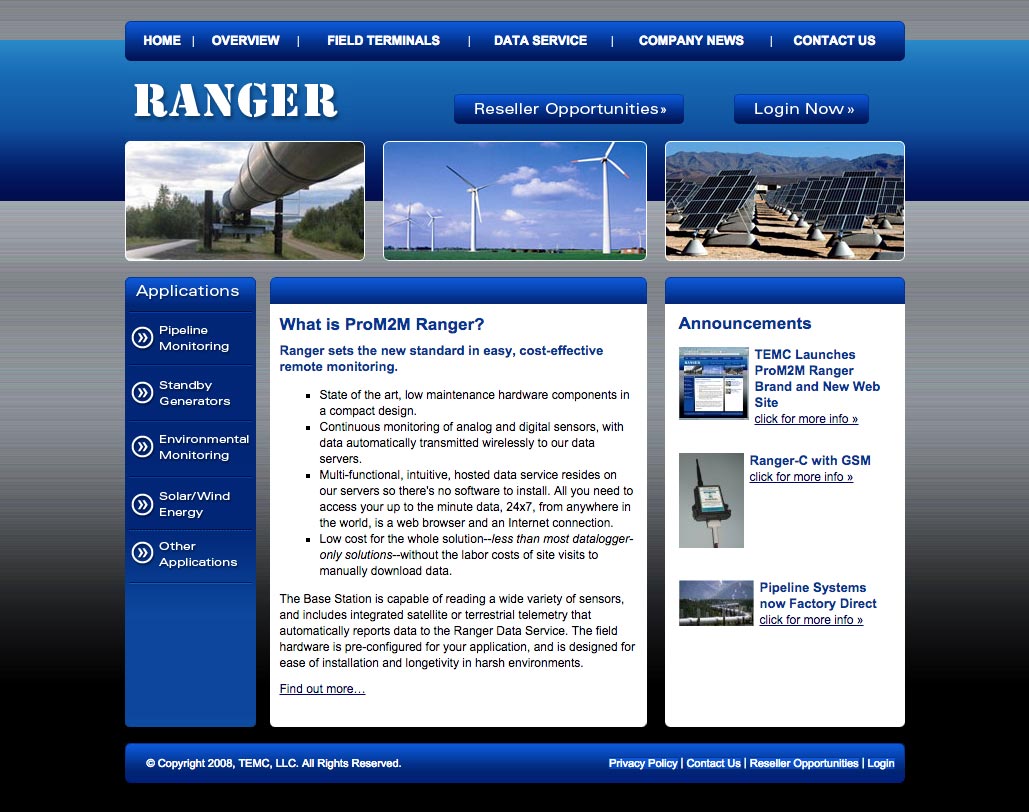 HOME | OVERVIEW | FIELD TERMINALS | DATA SERVICE | COMPANY NEWS | CONTACT US
RANGER
Reseller Opportunities»
Login Now »
Applications
Pipeline
Monitoring
Standby
Generators
Environmental
Monitoring
Solar/Wind
Energy
Other
Applications
What is ProM2M Ranger?
Ranger sets the new standard in easy, cost-effective
remote monitoring.
State of the art, low maintenance hardware components in
a compact design.
Continuous monitoring of analog and digital sensors, with
data automatically transmitted wirelessly to our data
servers.
Multi-functional, intuitive, hosted data service resides on
our servers so there's no software to install. All you need to
access your up to the minute data, 24x7, from anywhere in
the world, is a web browser and an Internet connection.
Low cost for the whole solution--less than most datalogger-
only solutions--without the labor costs of site visits to
manually download data.
The Base Station is capable of reading a wide variety of sensors,
and includes integrated satellite or terrestrial telemetry that
automatically reports data to the Ranger Data Service. The field
hardware is pre-configured for your application, and is designed for
ease of installation and longetivity in harsh environments.
Find out more…
Announcements
TEMC Launches
ProM2M Ranger
Brand and New Web
Site
click for more info »
Ranger-C with GSM
click for more info »
Pipeline Systems
now Factory Direct
click for more info »
© Copyright 2008, TEMC, LLC. All Rights Reserved.
Privacy Policy | Contact Us | Reseller Opportunities | Login